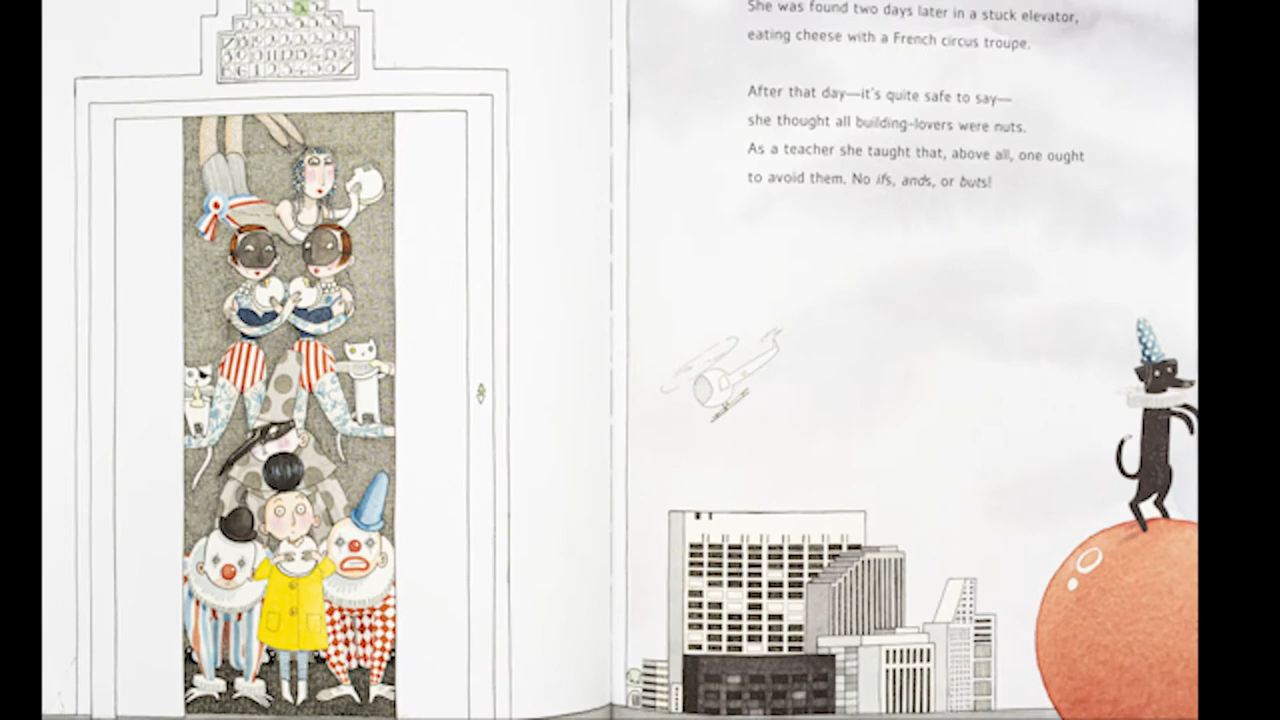 She was found two days later in a stuck elevator,
eating cheese with a French circus troupe.
After that day—it's quite safe to say—
she thought all building-lovers were nuts.
As a teacher she taught that, above all, one ought
to avoid them. No ifs, ands, or buts!